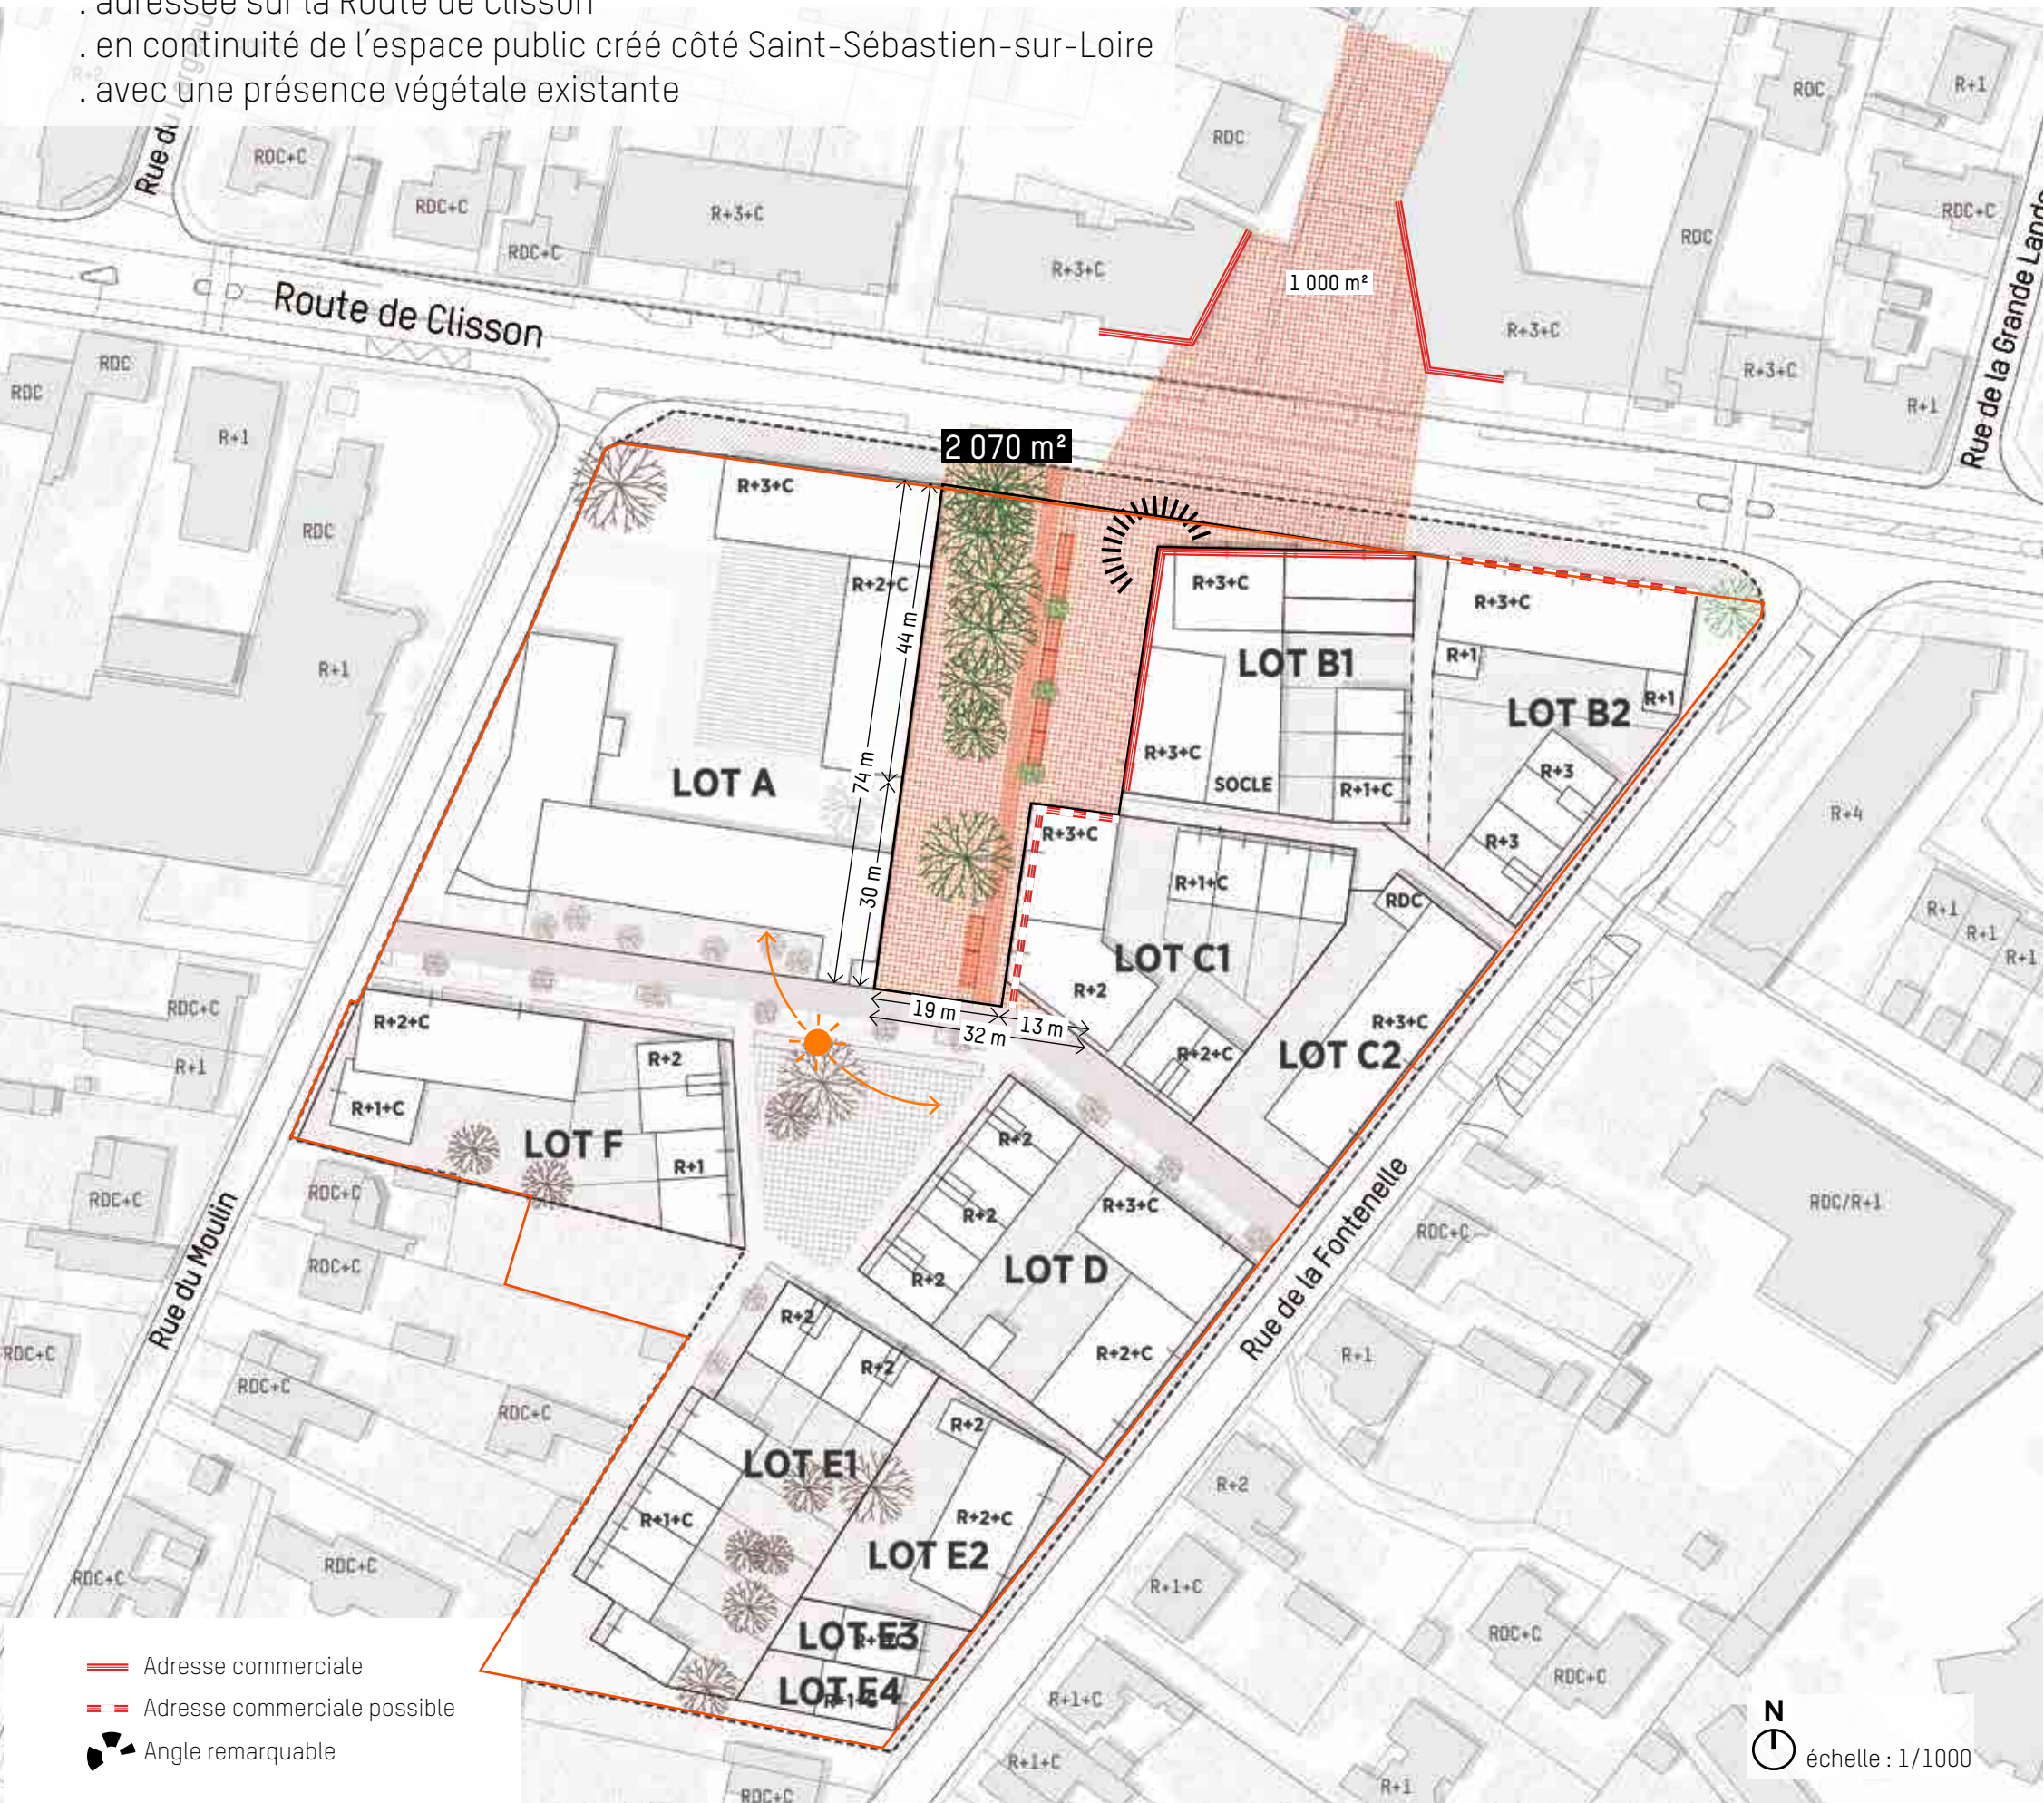 . adressée sur la Route de Clisson
. en continuité de l'espace public créé côté Saint-Sébastien-sur-Loire
. avec une présence végétale existante
R+2
Rue du
RDC+C
RDC+C
RDC+C
R+3+C
R+3+C
RDC
1 000 m²
R+3+C
RDC
RDC
R+1
RDC+C
R+3+C
R+1
Rue de la Grande Lande
Route de Clisson
RDC
RDC
R+1
RDC
R+1
2 070 m²
R+3+C
R+2+C
44 m
74 m
30 m
LOT A
R+3+C
LOT B1
R+3+C
SOCLE
R+1+C
R+3+C
R+1
R+1
LOT B2
R+3
R+3
R+4
R+1
R+1
R+1
R+3+C
R+1+C
RDC
LOT C1
R+2
R+2+C
R+3+C
LOT C2
19 m
13 m
32 m
RDC+C
R+1
R+2+C
R+2
R+1+C
LOT F
R+1
RDC+C
RDC+C
RDC+C
Rue du Moulin
R+2
R+2
R+2
R+3+C
LOT D
R+2+C
Rue de la Fontenelle
RDC+C
RDC/R+1
R+1
RDC+C
RDC+C
RDC+C
R+2
R+2
R+2
LOT E1
R+1+C
R+2+C
LOT E2
R+2
RDC+C
RDC+C
R+1+C
LOT E3
LOT E4
R+1+C
RDC+C
RDC+C
R+1+C
R+1+C
R+1
RDC+C
Adresse commerciale
Adresse commerciale possible
Angle remarquable
N
échelle : 1/1000